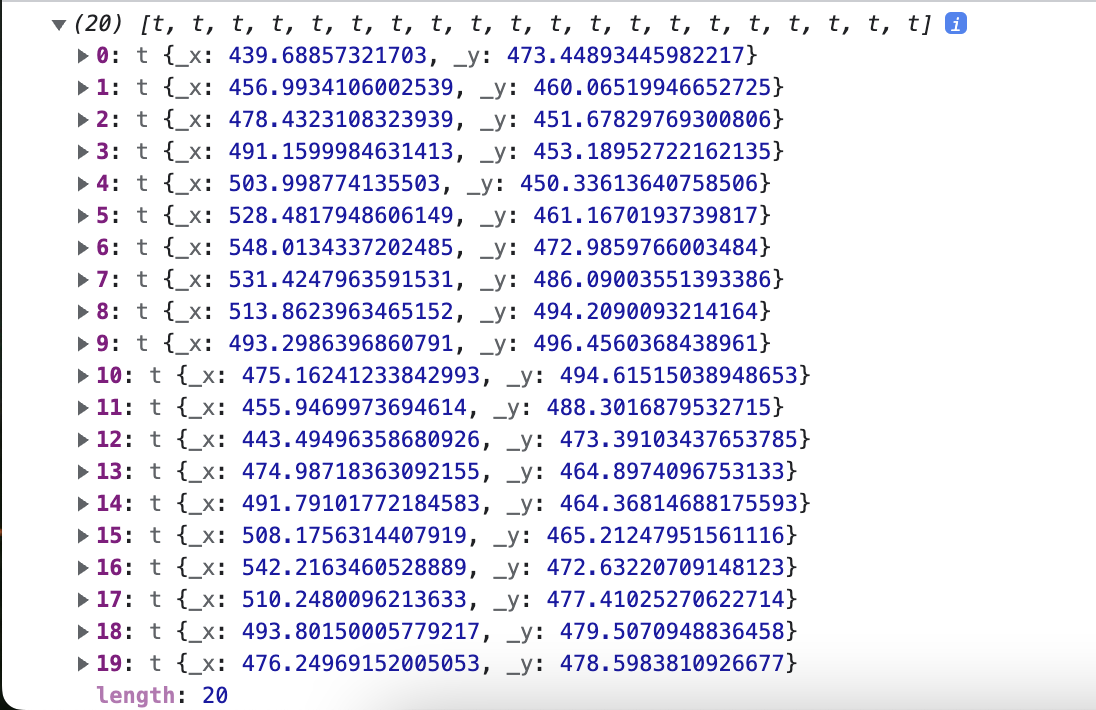 ▼(20) [t, t, t, t, t, t, t, t, t, t, t, t, t, t, t, t, t, t, t, t] i
▶0: t {_x: 439.68857321703, _y: 473.44893445982217}
▶1: t {_x: 456.9934106002539, _y: 460.06519946652725}
▶2: t {_x: 478.4323108323939, _y: 451.67829769300806}
▶3: t {_x: 491.1599984631413, _y: 453.18952722162135}
▶4: t {_x: 503.998774135503, _y: 450.33613640758506}
▶5: t {_x: 528.4817948606149, _y: 461.1670193739817}
▶6: t {_x: 548.0134337202485, _y: 472.9859766003484}
▶7: t {_x: 531.4247963591531, _y: 486.09003551393386}
▶8: t {_x: 513.8623963465152, _y: 494.2090093214164}
▶9: t {_x: 493.2986396860791, _y: 496.4560368438961}
▶10: t {_x: 475.16241233842993, _y: 494.61515038948653}
▶11: t {_x: 455.9469973694614, _y: 488.3016879532715}
▶12: t {_x: 443.49496358680926, _y: 473.39103437653785}
▶13: t {_x: 474.98718363092155, _y: 464.8974096753133}
▶14: t {_x: 491.79101772184583, _y: 464.36814688175593}
▶15: t {_x: 508.1756314407919, _y: 465.21247951561116}
▶16: t {_x: 542.2163460528889, _y: 472.63220709148123}
▶17: t {_x: 510.2480096213633, _y: 477.41025270622714}
▶18: t {_x: 493.80150005779217, _y: 479.5070948836458}
▶19: t {_x: 476.24969152005053, _y: 478.5983810926677}
length: 20